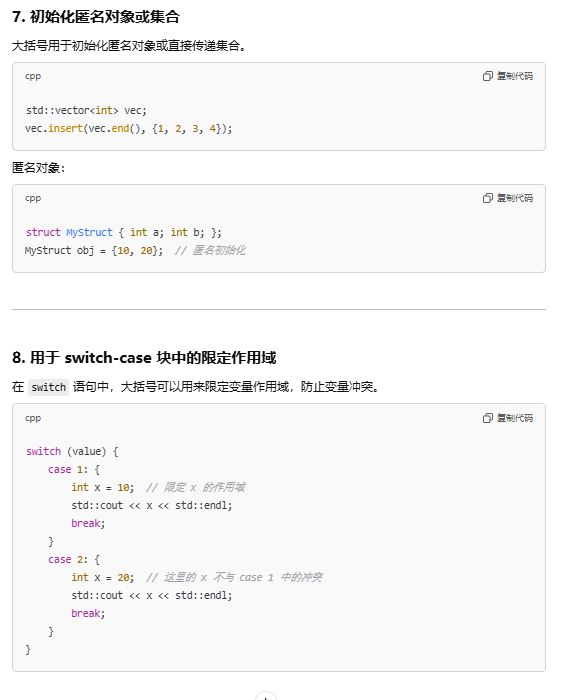 7. 初始化匿名对象或集合
大括号用于初始化匿名对象或直接传递集合。
cpp 复制代码
std::vector<int> vec;
vec.insert(vec.end(), {1, 2, 3, 4});
匿名对象:
cpp 复制代码
struct MyStruct { int a; int b; };
MyStruct obj = {10, 20};  // 匿名初始化
8. 用于 switch-case 块中的限定作用域
在 switch 语句中，大括号可以用来限定变量作用域，防止变量冲突。
cpp 复制代码
switch (value) {
    case 1: {
        int x = 10;  // 限定 x 的作用域
        std::cout << x << std::endl;
        break;
    }
    case 2: {
        int x = 20;  // 这里的 x 不与 case 1 中的冲突
        std::cout << x << std::endl;
        break;
    }
}